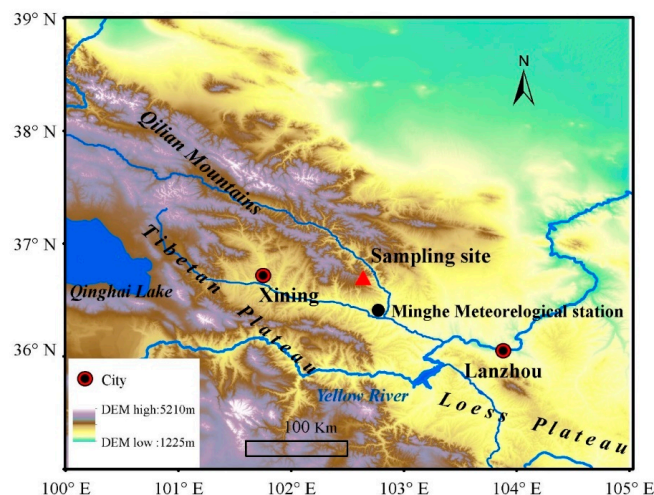 39° N
38° N
37° N
36° N
N
Qilian Mountains
Tibetan Plateau
Sampling site
Xining
Qinghai Lake
Minghe Meteorelogical station
Lanzhou
Yellow River
Loess Plateau
City
DEM high:5210m
DEM low :1225m
100 Km
100° E
101° E
102° E
103° E
104° E
105° E